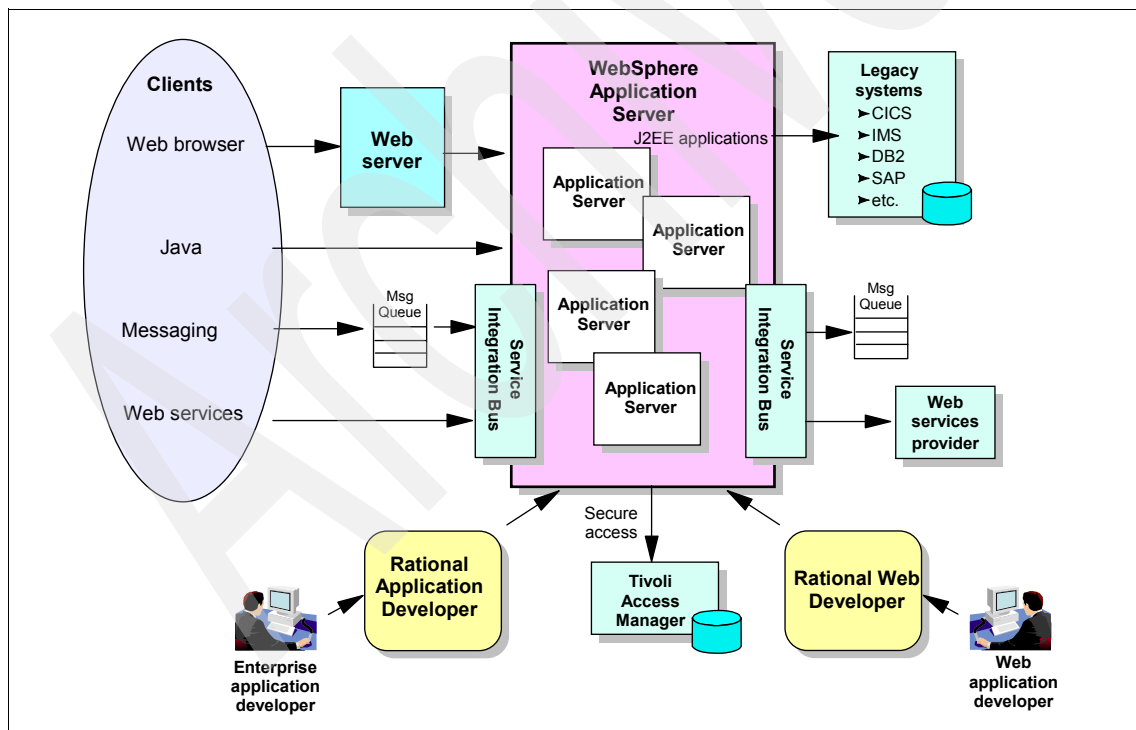 Clients
Web browser
Java
Messaging
Web services
Web
server
Msg
Queue
WebSphere
Application
Server
J2EE applications
Application
Server
Application
Server
Application
Server
Application
Server
Service
Integration Bus
Service
Integration Bus
Legacy
systems
➤CICS
➤IMS
➤DB2
➤SAP
➤etc.
Msg
Queue
Web
services
provider
Secure
access
Rational
Application
Developer
Tivoli
Access
Manager
Rational Web
Developer
Enterprise
application
developer
Web
application
developer